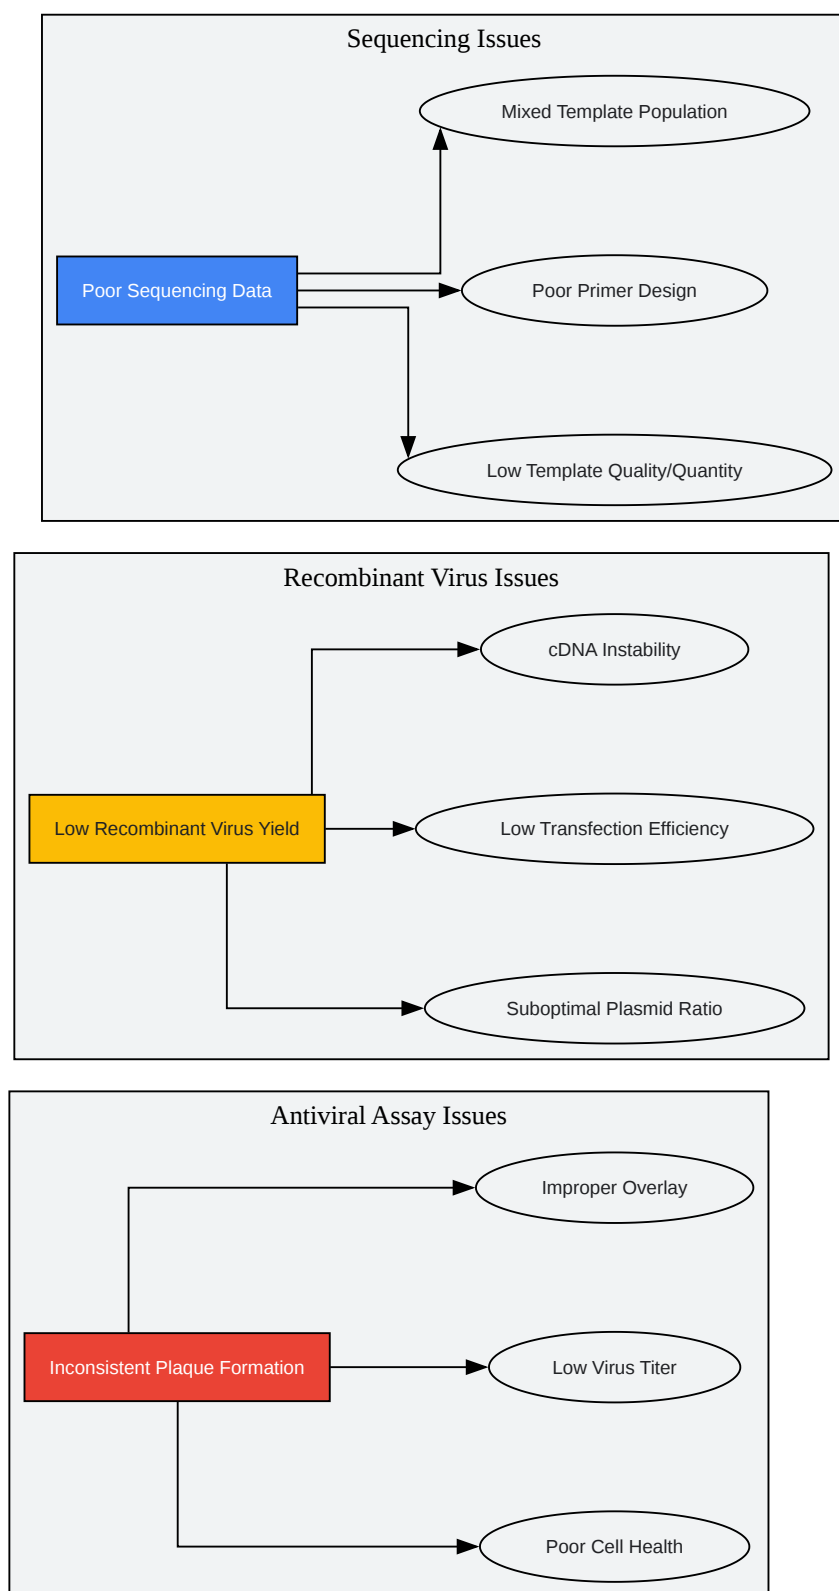 Sequencing Issues
Mixed Template Population
Poor Sequencing Data
Poor Primer Design
Low Template Quality/Quantity
Recombinant Virus Issues
cDNA Instability
Low Recombinant Virus Yield
Low Transfection Efficiency
Suboptimal Plasmid Ratio
Antiviral Assay Issues
Improper Overlay
Inconsistent Plaque Formation
Low Virus Titer
Poor Cell Health